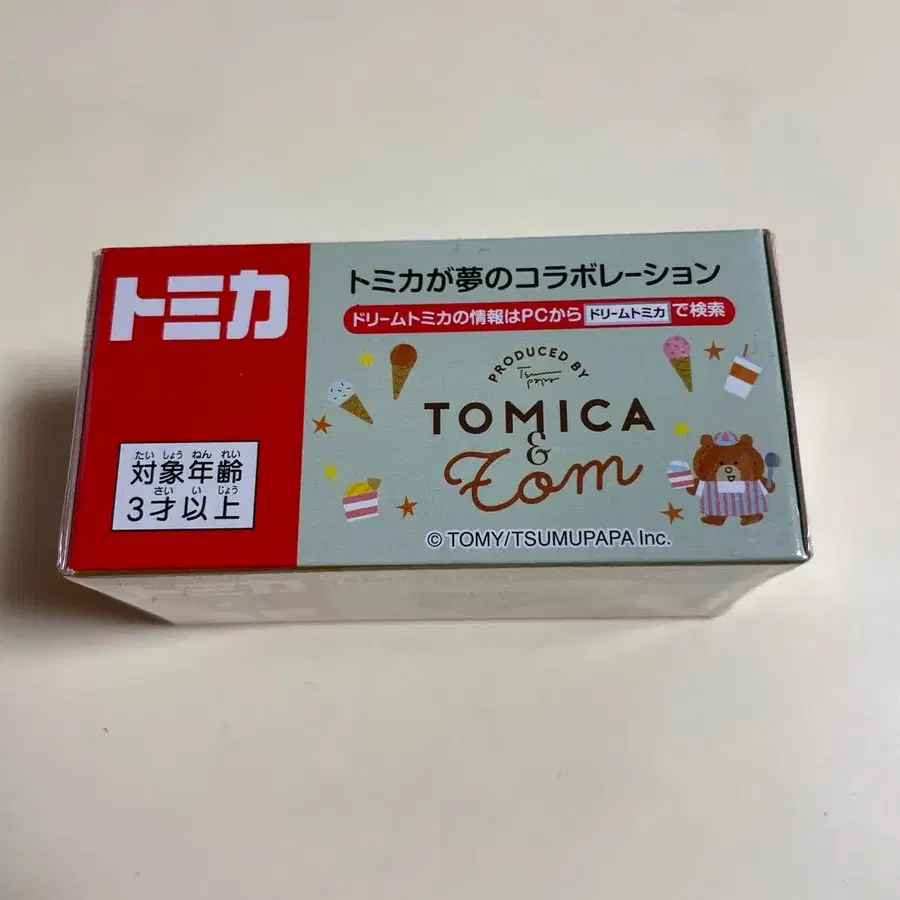 トミカ
たいしょうねんれい
対象年齢
さいいじょう
3才以上
トミカが夢のコラボレーション
ドリームトミカの情報はPCから ドリームトミカ で検索
PRODUCED BY
TOMICA
&
Tom
© TOMY/TSUMUPAPA Inc.